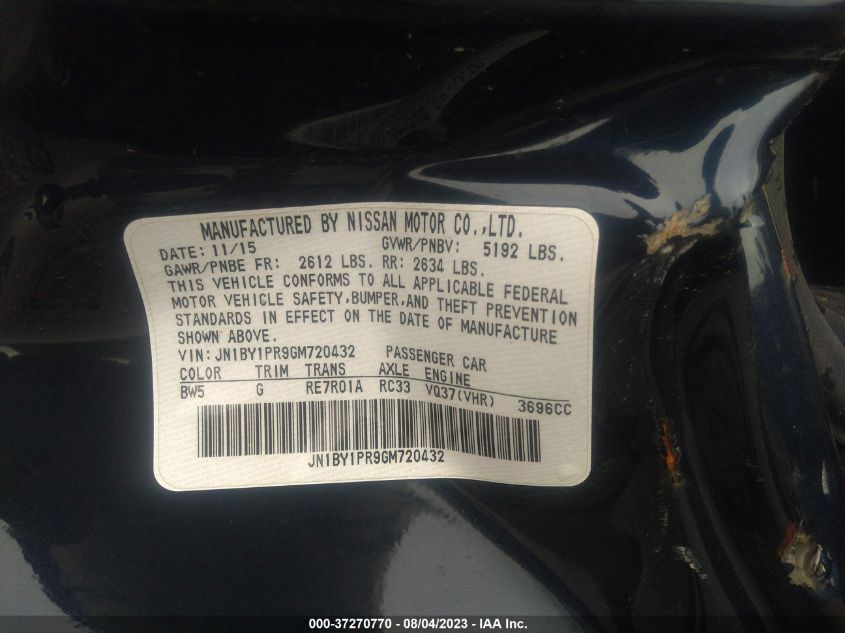 MANUFACTURED BY NISSAN MOTOR CO.,LTD.
DATE: 11/15 GVWR/PNBV: 5192 LBS.
GAWR/PNBE FR: 2612 LBS. RR: 2634 LBS.
THIS VEHICLE CONFORMS TO ALL APPLICABLE FEDERAL
MOTOR VEHICLE SAFETY,BUMPER,AND THEFT PREVENTION
STANDARDS IN EFFECT ON THE DATE OF MANUFACTURE
SHOWN ABOVE.
VIN: JN1BY1PR9GM720432 PASSENGER CAR
COLOR TRIM TRANS AXLE ENGINE
BW5 G RE7R01A RC33 VQ37(VHR) 3696CC
JN1BY1PR9GM720432
000-37270770 - 08/04/2023 - IAA Inc.